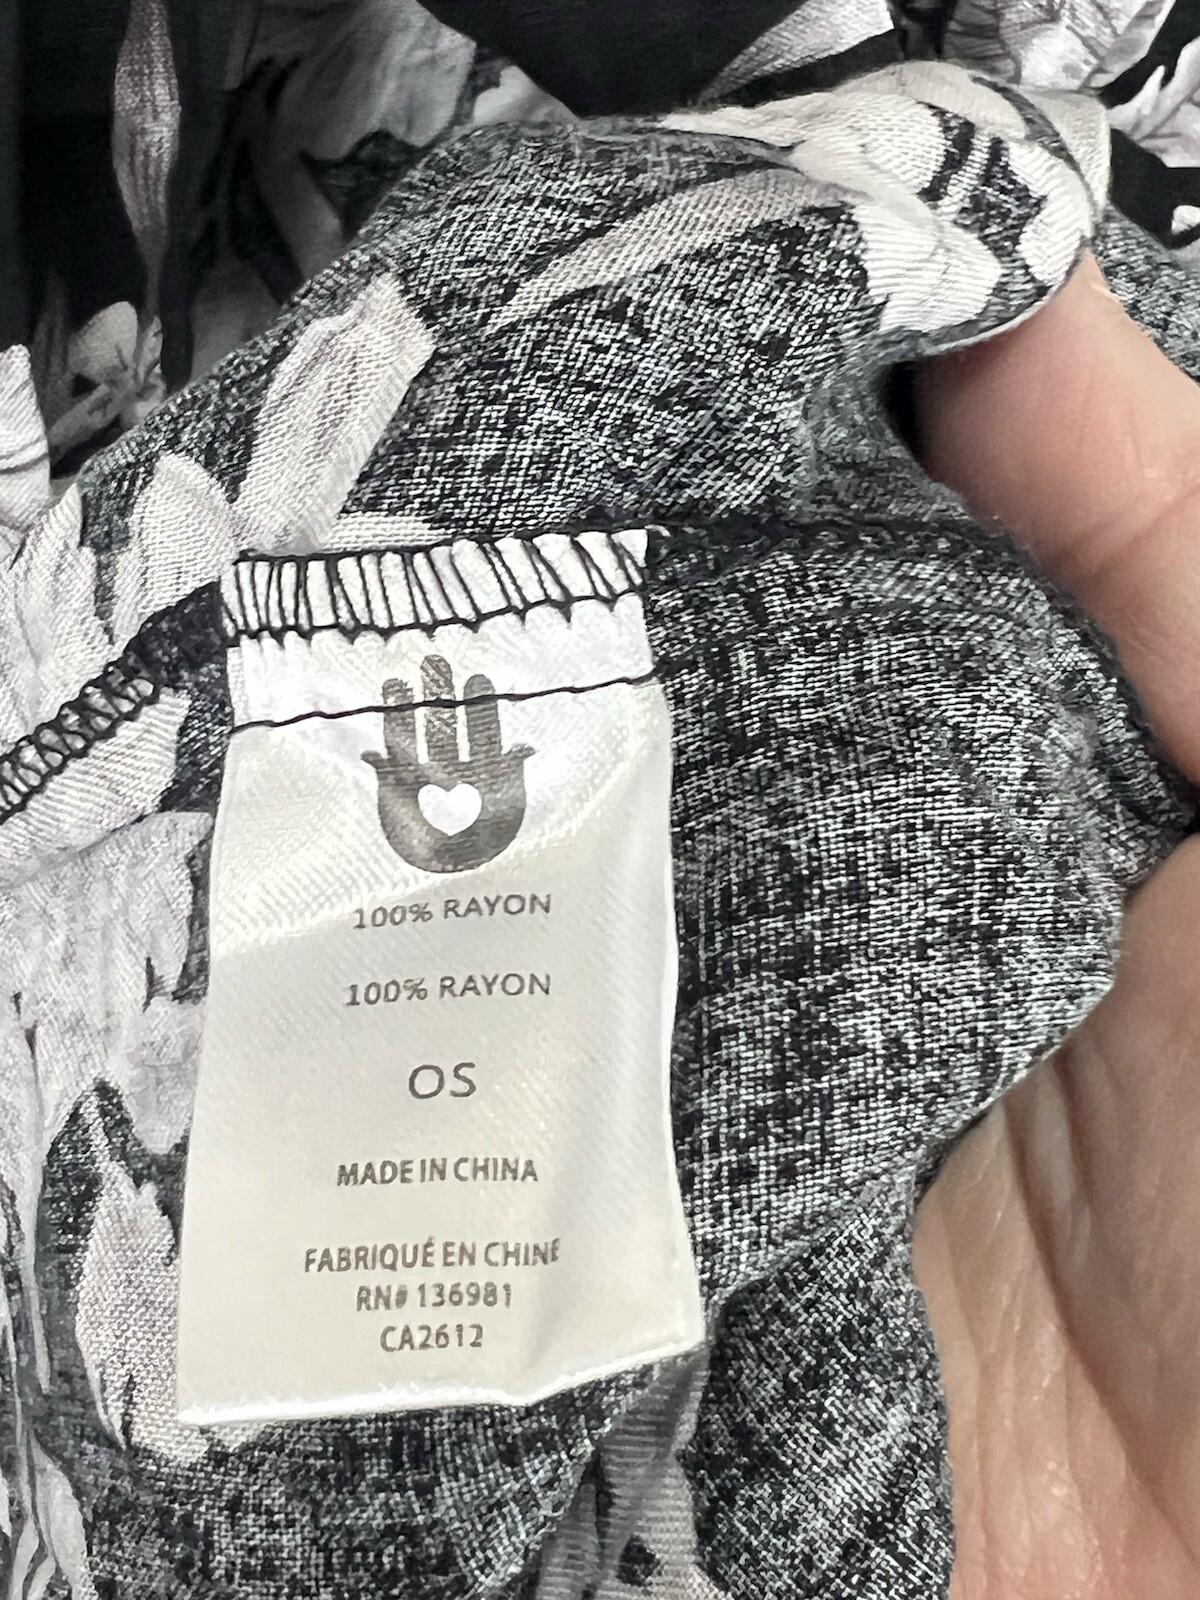 100% RAYON
100% RAYON
OS
MADE IN CHINA
FABRIQUÉ EN CHINE
RN# 136981
CA2612